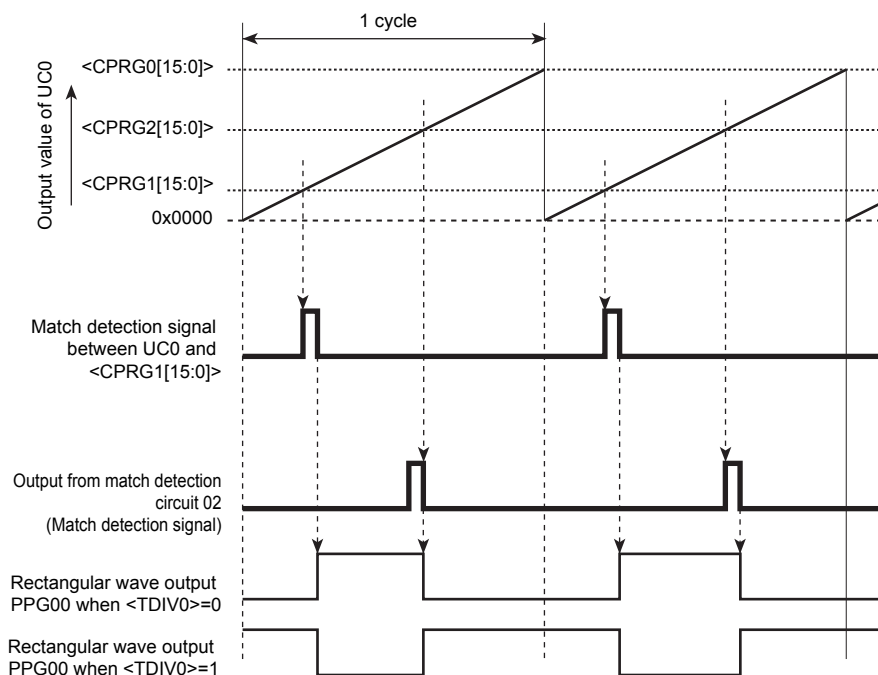 1 cycle
Output value of UC0
<CPRG0[15:0]>
<CPRG2[15:0]>
<CPRG1[15:0]>
0x0000
Match detection signal
between UC0 and
<CPRG1[15:0]>
Output from match detection
circuit 02
(Match detection signal)
Rectangular wave output
PPG00 when <TDIV0>=0
Rectangular wave output
PPG00 when <TDIV0>=1